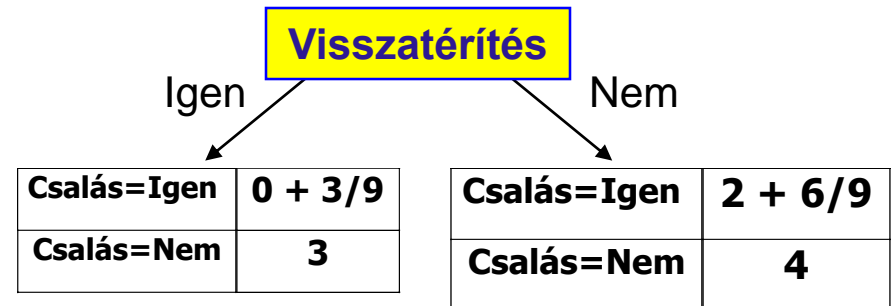 Visszatérítés
Igen Nem
Csalás=Igen 0 + 3/9
Csalás=Nem 3
Csalás=Igen 2 + 6/9
Csalás=Nem 4